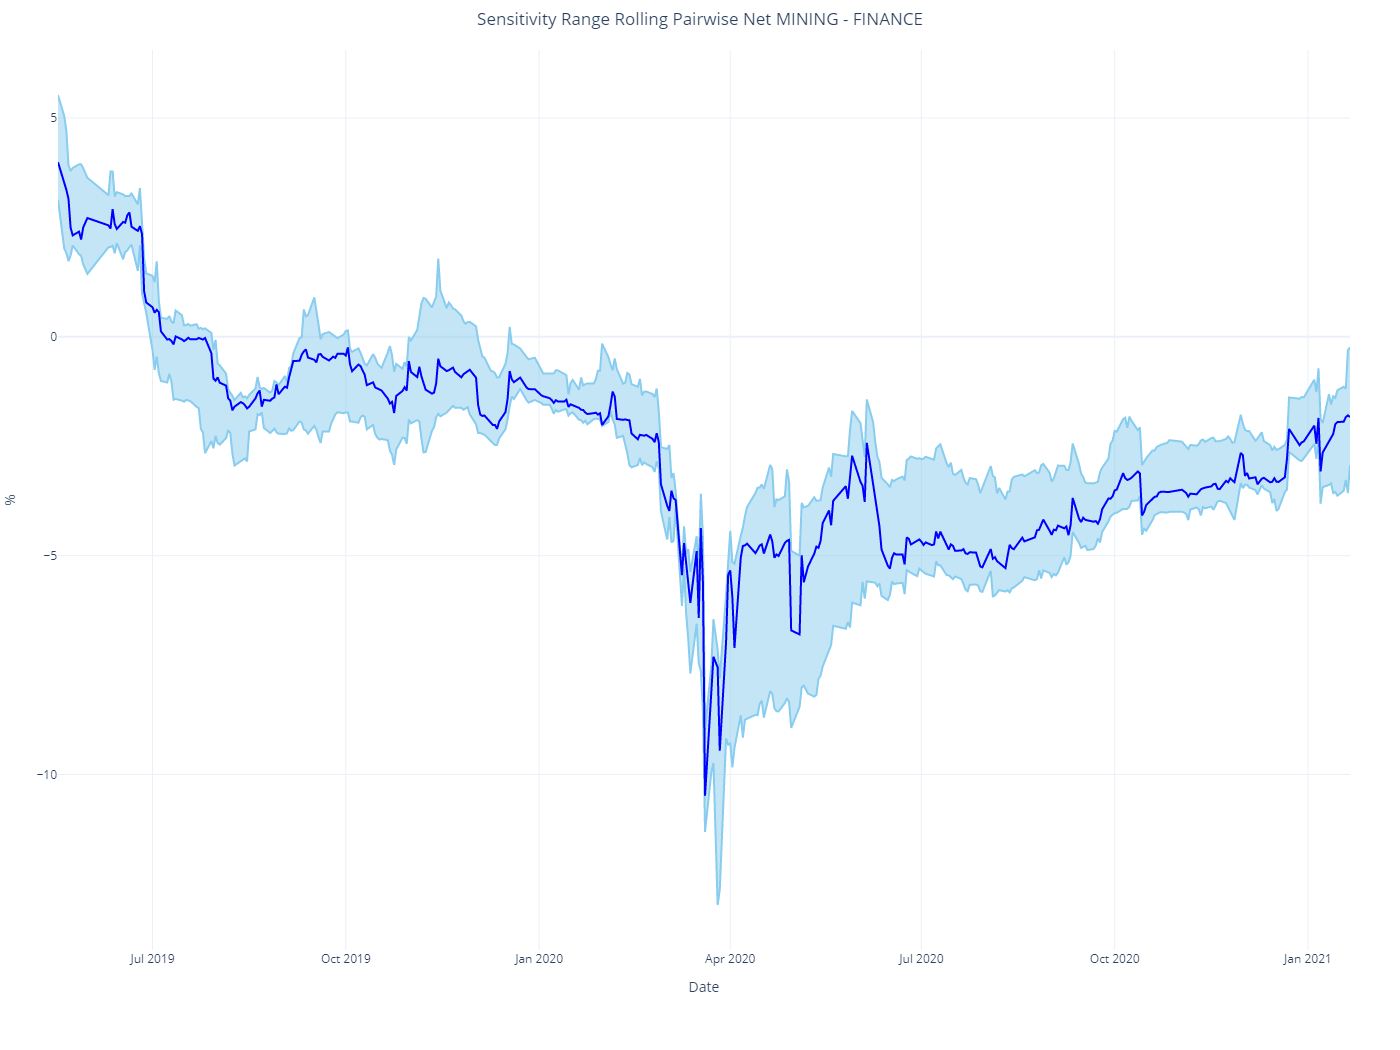 Sensitivity Range Rolling Pairwise Net MINING - FINANCE
5
0
−5
−10
%
Jul 2019
Oct 2019
Jan 2020
Apr 2020
Jul 2020
Oct 2020
Jan 2021
Date